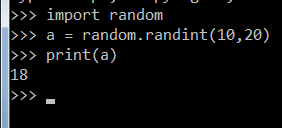 >>> import random
>>> a = random.randint(10,20)
>>> print(a)
18
>>> _